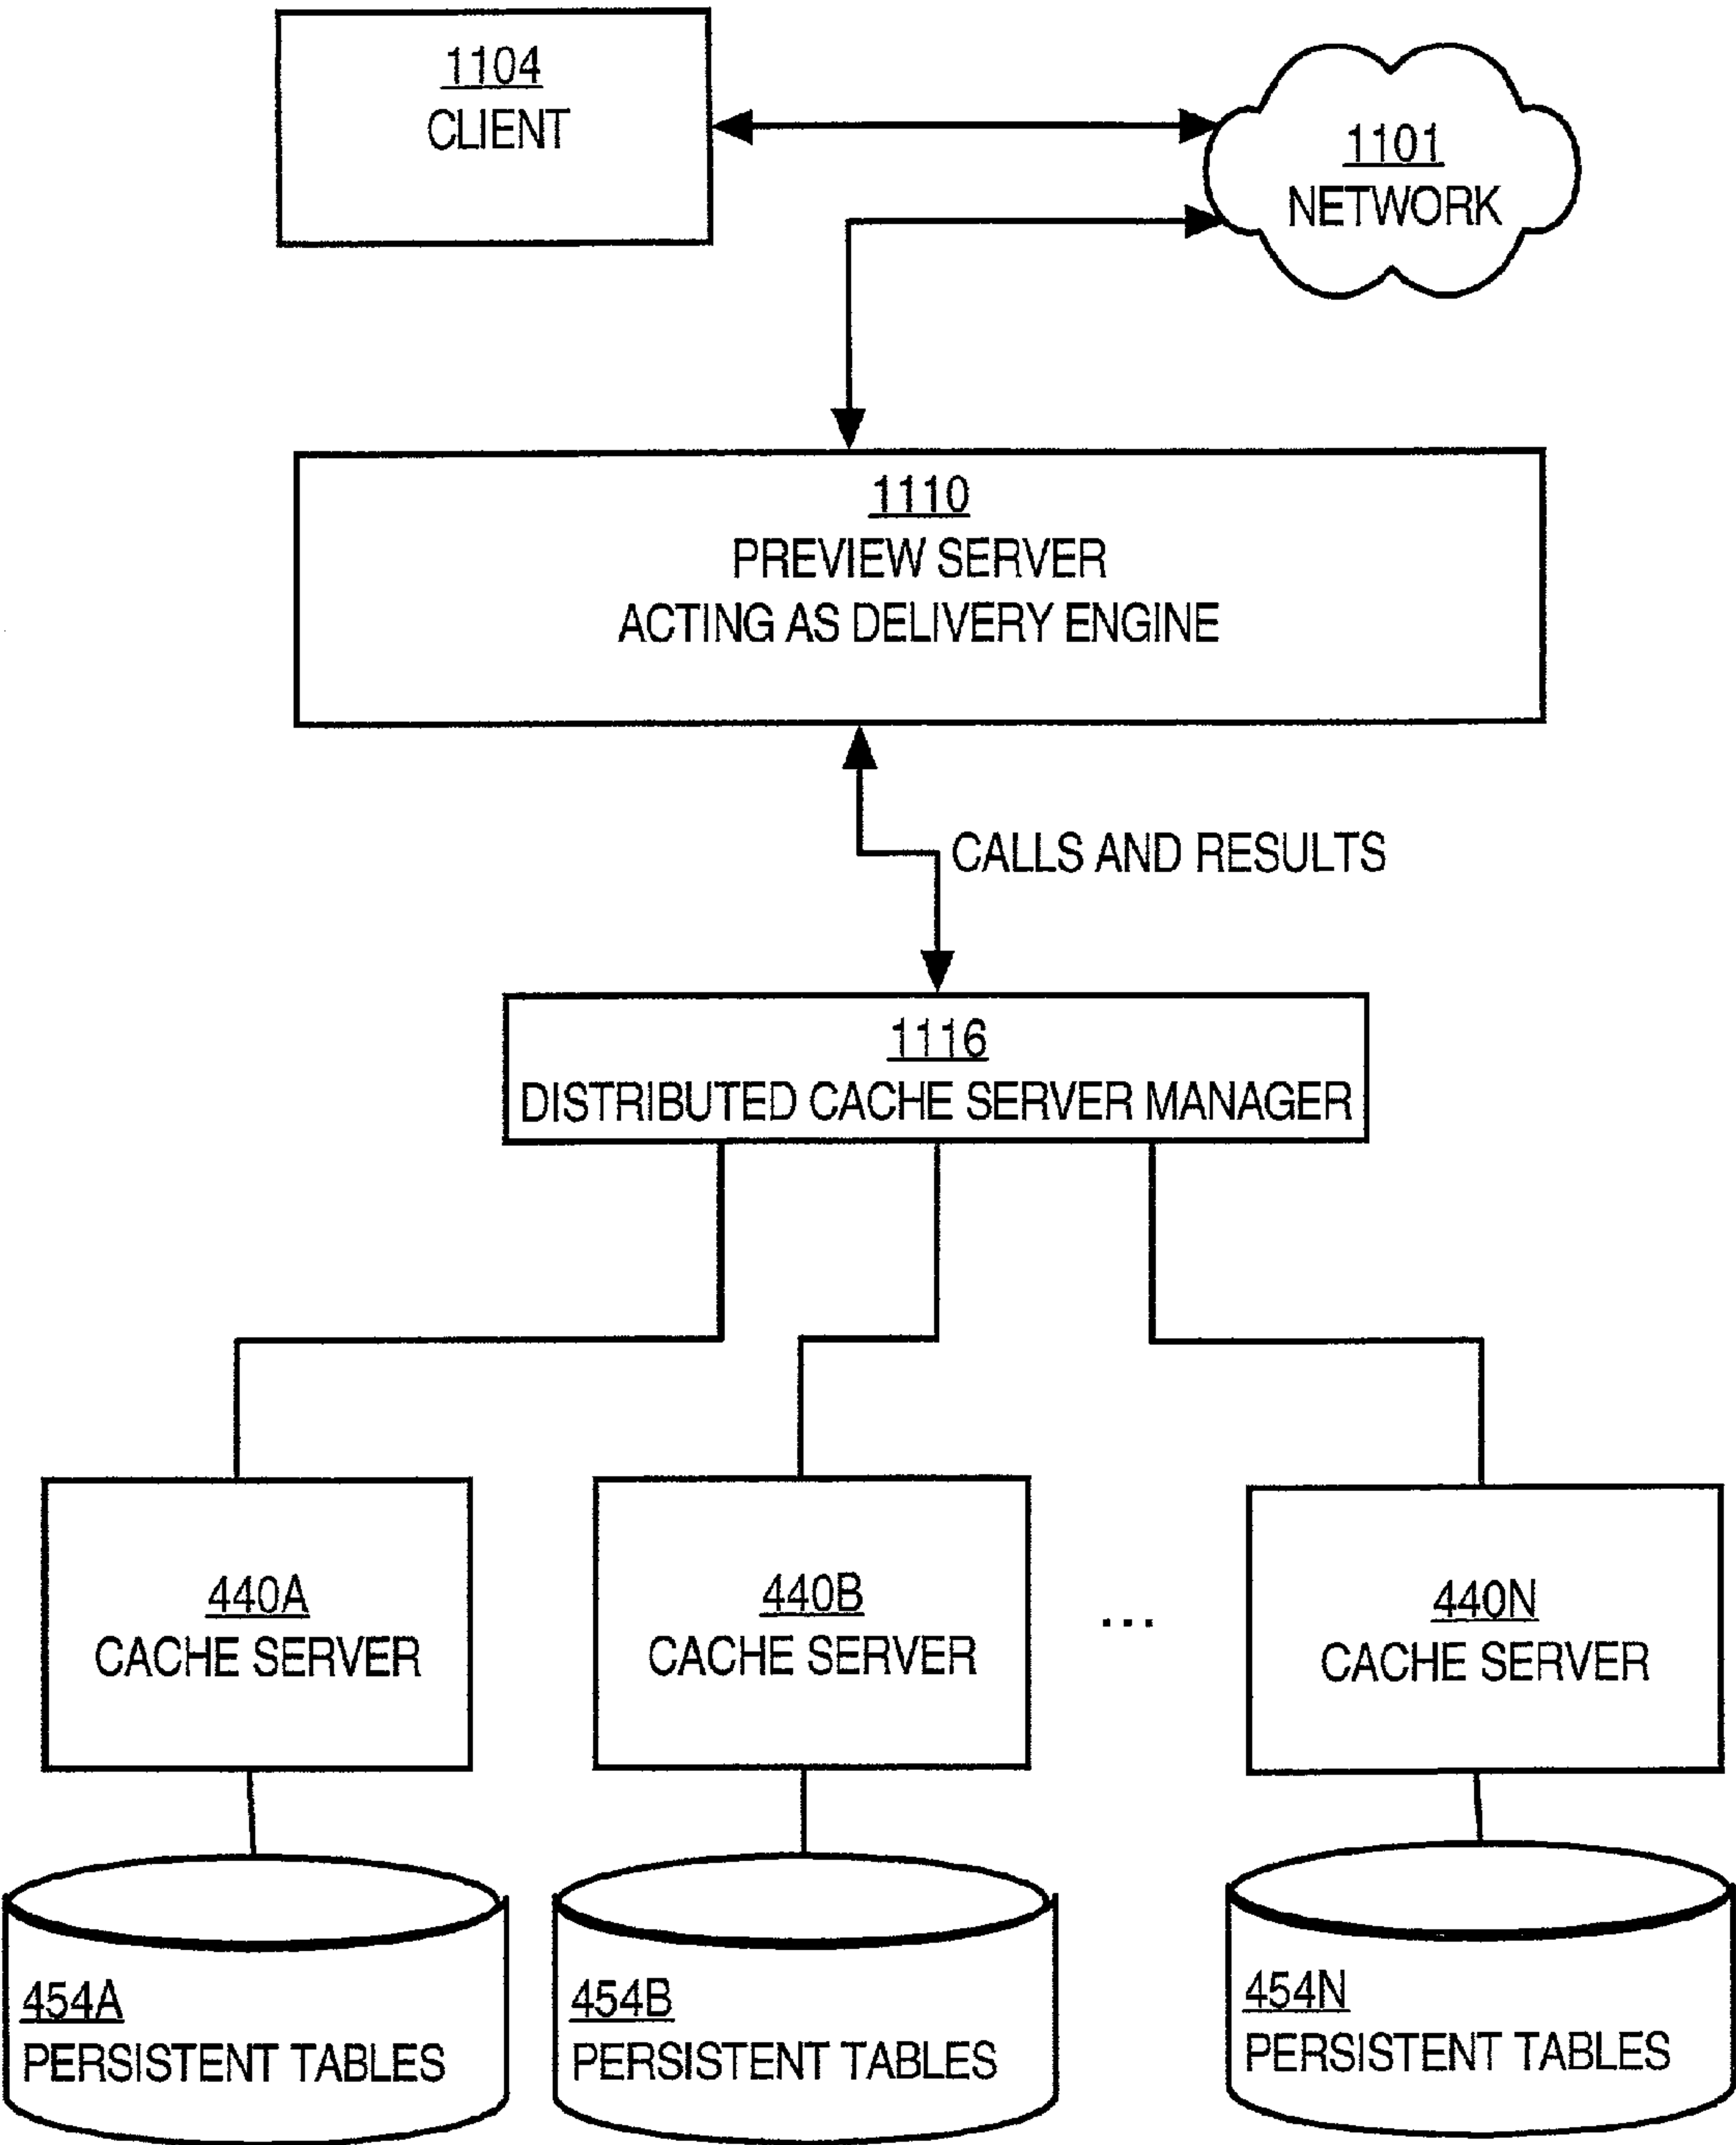 1104
CLIENT
1101
NETWORK
1110
PREVIEW SERVER
ACTING AS DELIVERY ENGINE
CALLS AND RESULTS
1116
DISTRIBUTED CACHE SERVER MANAGER
440A
CACHE SERVER
440B
CACHE SERVER
...
440N
CACHE SERVER
454A
PERSISTENT TABLES
454B
PERSISTENT TABLES
454N
PERSISTENT TABLES